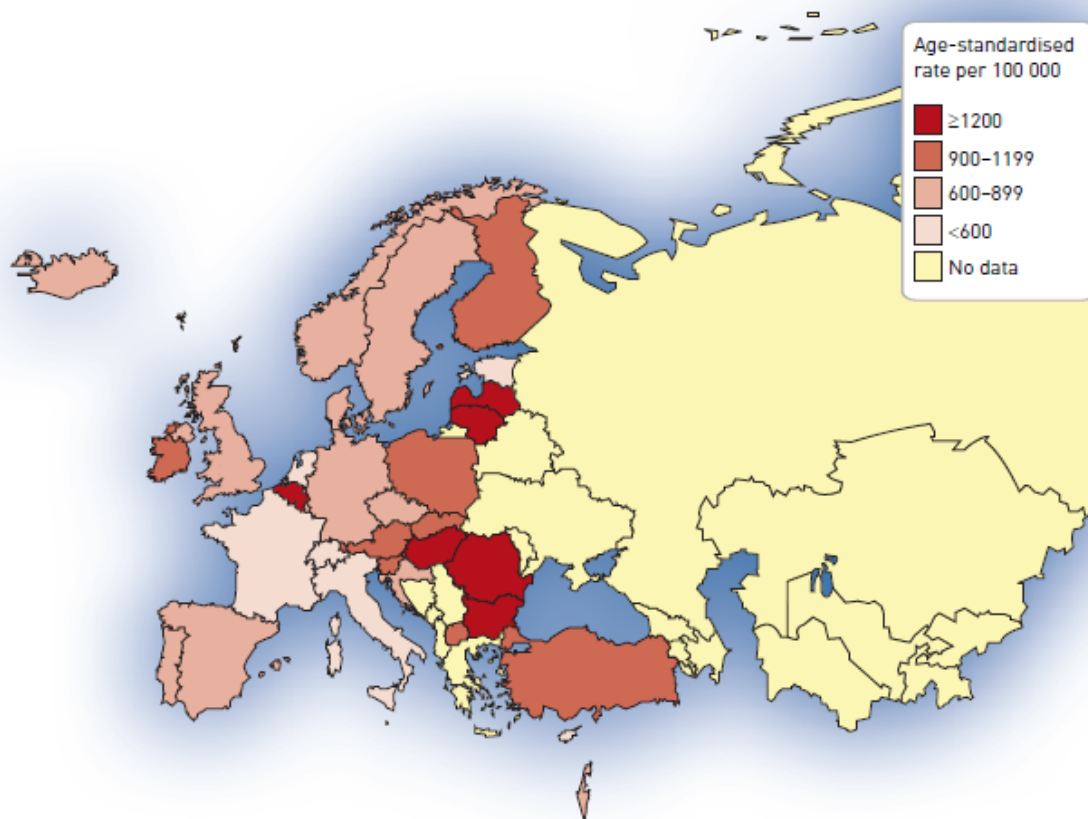 Age-standardised
rate per 100 000
≥1200
900–1199
600–899
<600
No data